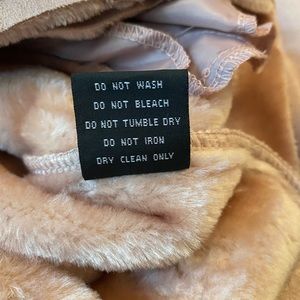 DO NOT WASH
DO NOT BLEACH
DO NOT TUMBLE DRY
DO NOT IRON
DRY CLEAN ONLY